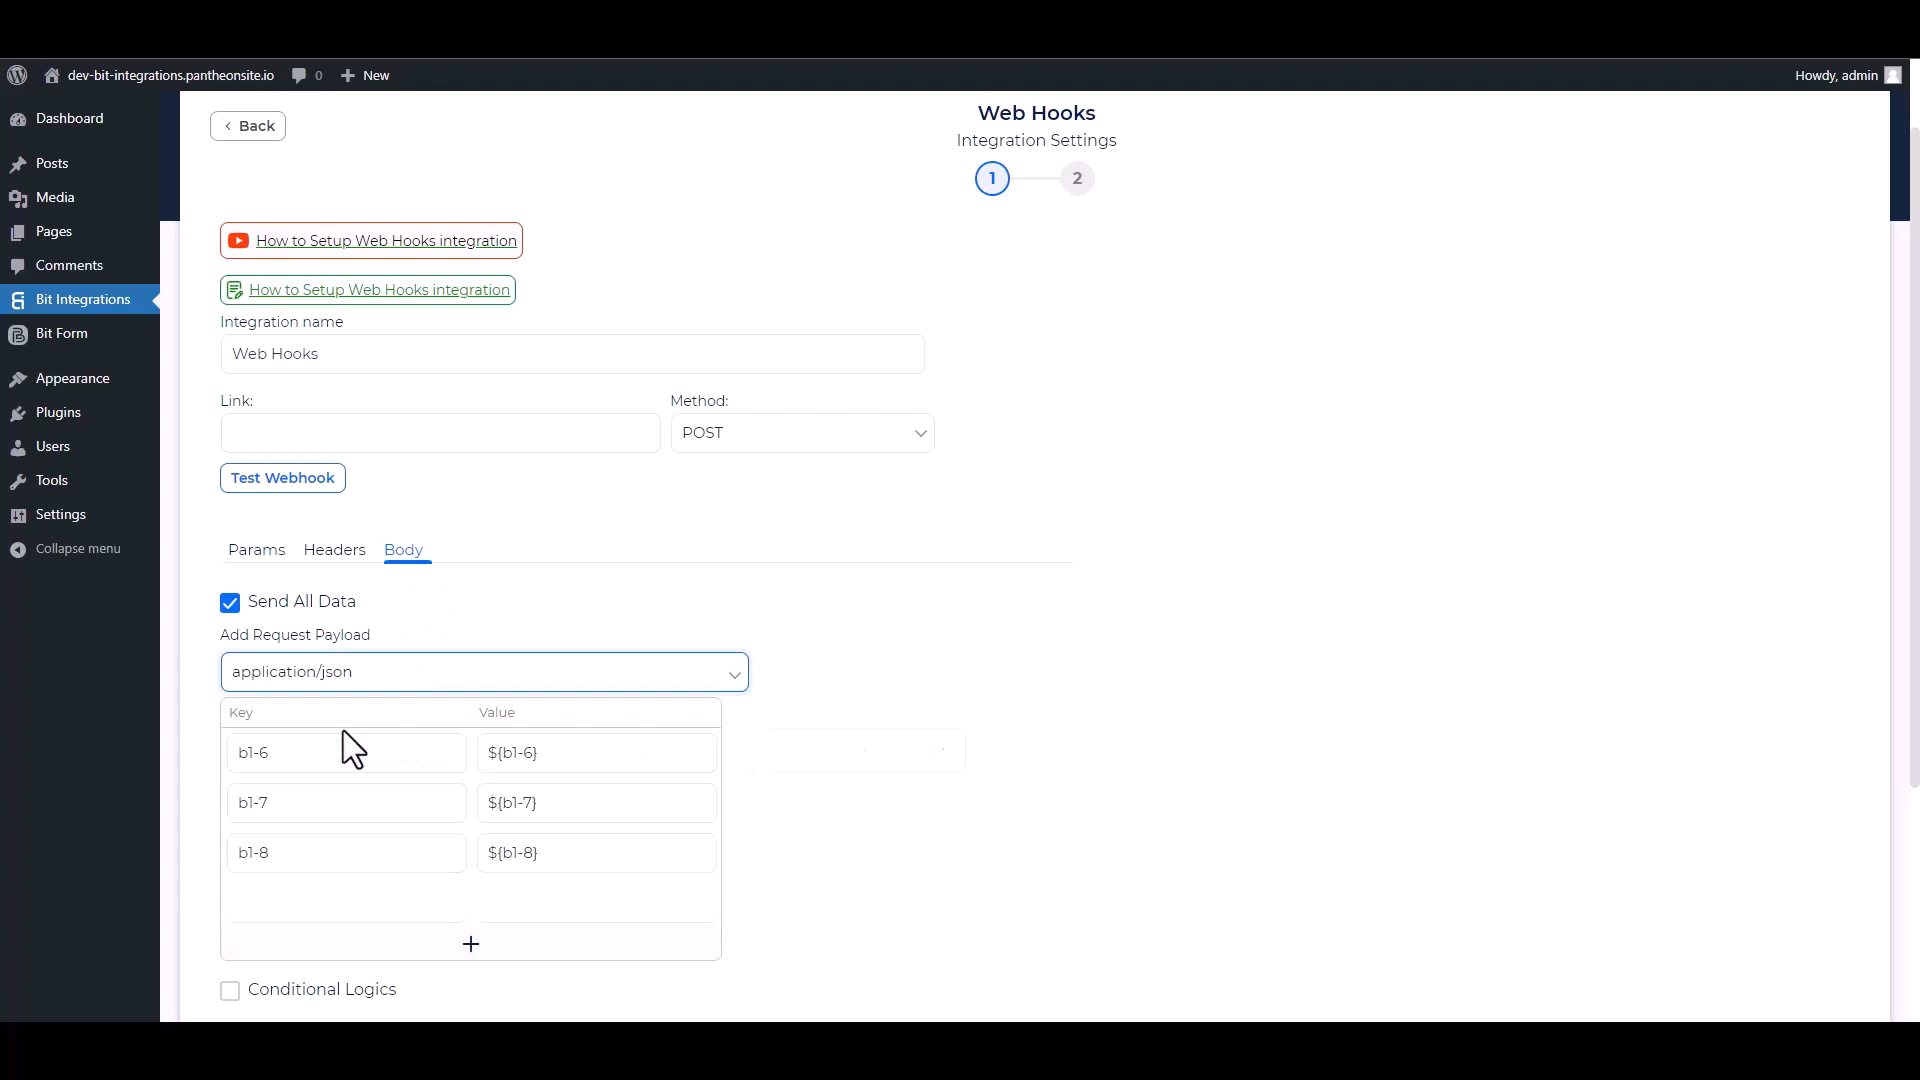 dev-bit-integrations.pantheonsite.io 0 New Howdy, admin
Dashboard
Posts
Media
Pages
Comments
Bit Integrations
Bit Form
Appearance
Plugins
Users
Tools
Settings
Collapse menu
Back
Web Hooks
Integration Settings
1 2
How to Setup Web Hooks integration
How to Setup Web Hooks integration
Integration name
Web Hooks
Link: Method:
POST
Test Webhook
Params Headers Body
Send All Data
Add Request Payload
application/json
Key Value
b1-6 ${b1-6}
b1-7 ${b1-7}
b1-8 ${b1-8}
+
Conditional Logics